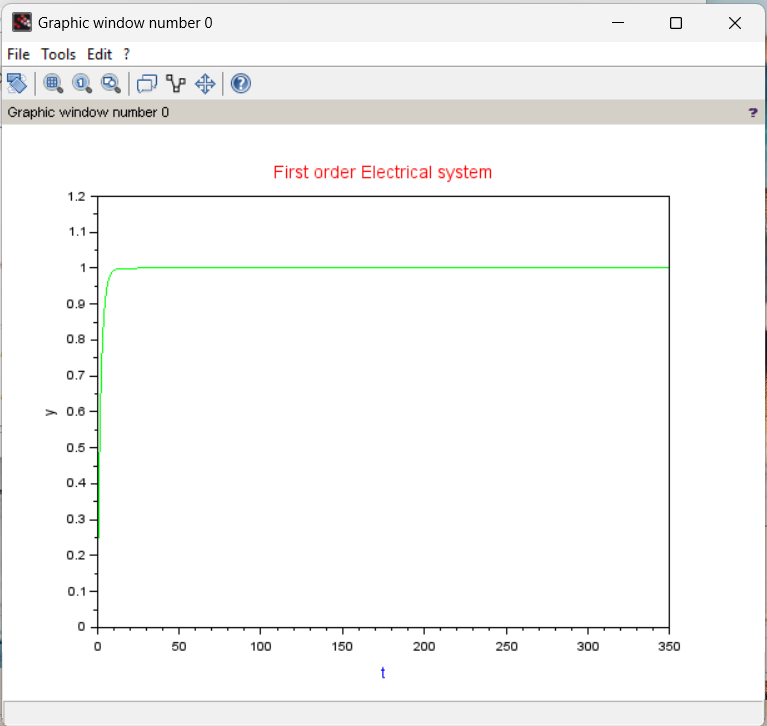 Graphic window number 0
File Tools Edit ?
Graphic window number 0 ?
First order Electrical system
1.2
1.1
1
0.9
0.8
0.7
y 0.6
0.5
0.4
0.3
0.2
0.1
0
0 50 100 150 200 250 300 350
t